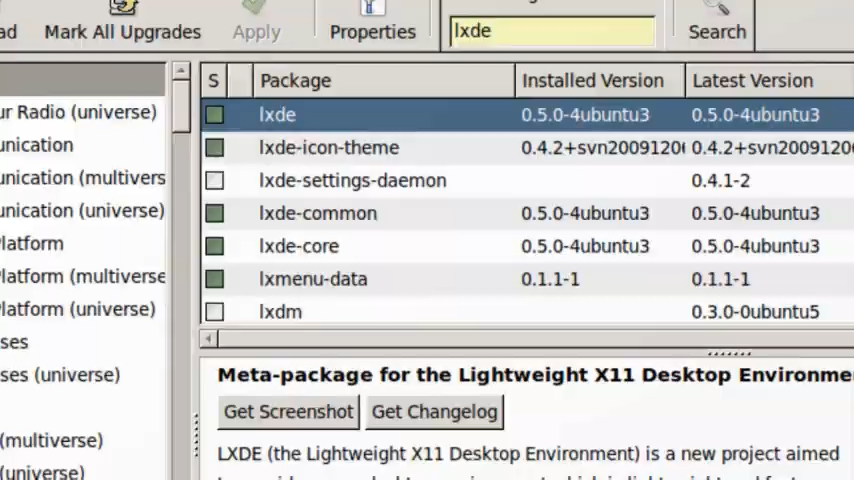 ad Mark All Upgrades Apply Properties lxde Search
S Package Installed Version Latest Version
ur Radio (universe)
unication
unication (multivers
unication (universe)
Platform
Platform (multiverse
Platform (universe)
ses
ses (universe)
(multiverse)
(universe)
lxde 0.5.0-4ubuntu3 0.5.0-4ubuntu3
lxde-icon-theme 0.4.2+svn2009120 0.4.2+svn2009120
lxde-settings-daemon 0.4.1-2
lxde-common 0.5.0-4ubuntu3 0.5.0-4ubuntu3
lxde-core 0.5.0-4ubuntu3 0.5.0-4ubuntu3
lxmenu-data 0.1.1-1 0.1.1-1
lxdm 0.3.0-0ubuntu5
Meta-package for the Lightweight X11 Desktop Environme
Get Screenshot Get Changelog
LXDE (the Lightweight X11 Desktop Environment) is a new project aimed